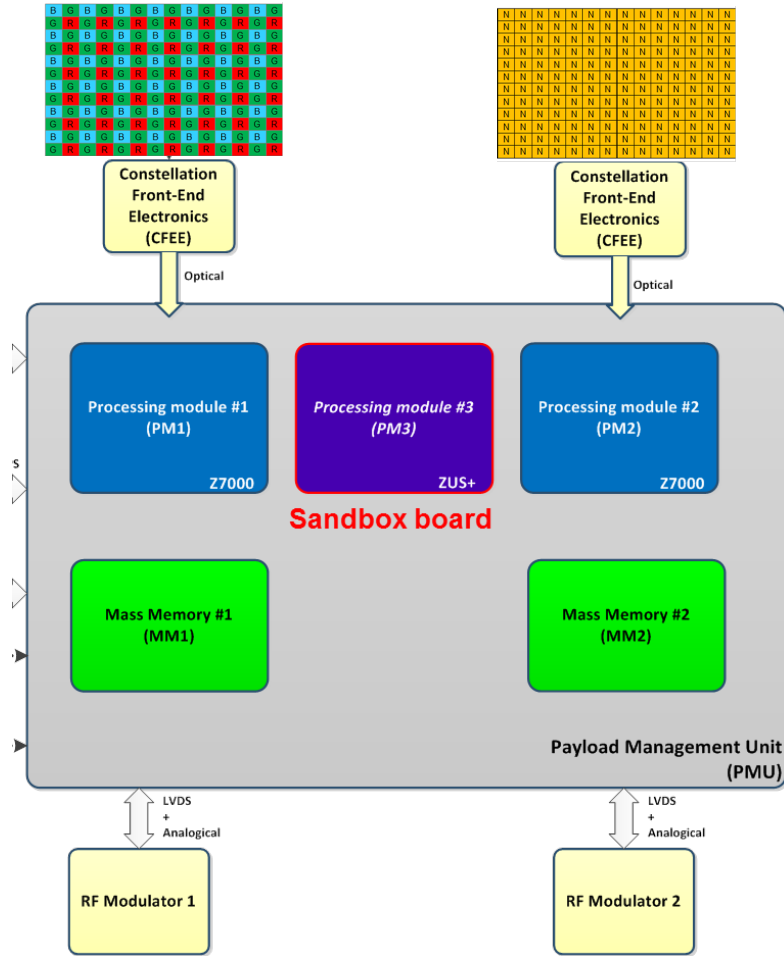 B G B G B G B G B G B G B G
G R G R G R G R G R G R G R
B G B G B G B G B G B G B G
G R G R G R G R G R G R G R
B G B G B G B G B G B G B G
G R G R G R G R G R G R G R
B G B G B G B G B G B G B G
G R G R G R G R G R G R G R
B G B G B G B G B G B G B G
G R G R G R G R G R G R G R
B G B G B G B G B G B G B G
G R G R G R G R G R G R G R
N N N N N N N N N N N N N N
N N N N N N N N N N N N N N
N N N N N N N N N N N N N N
N N N N N N N N N N N N N N
N N N N N N N N N N N N N N
N N N N N N N N N N N N N N
N N N N N N N N N N N N N N
N N N N N N N N N N N N N N
N N N N N N N N N N N N N N
N N N N N N N N N N N N N N
N N N N N N N N N N N N N N
N N N N N N N N N N N N N N
Constellation
Front-End
Electronics
(CFEE)
Constellation
Front-End
Electronics
(CFEE)
Optical
Optical
Processing module #1
(PM1)
Z7000
Processing module #3
(PM3)
ZUS+
Processing module #2
(PM2)
Z7000
Sandbox board
Mass Memory #1
(MM1)
Mass Memory #2
(MM2)
Payload Management Unit
(PMU)
LVDS
+
Analogical
LVDS
+
Analogical
RF Modulator 1
RF Modulator 2